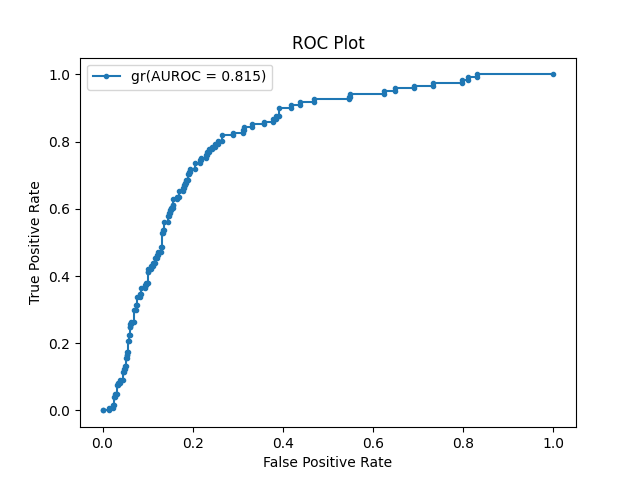 ROC Plot
gr(AUROC = 0.815)
True Positive Rate
1.0
0.8
0.6
0.4
0.2
0.0
0.0 0.2 0.4 0.6 0.8 1.0
False Positive Rate